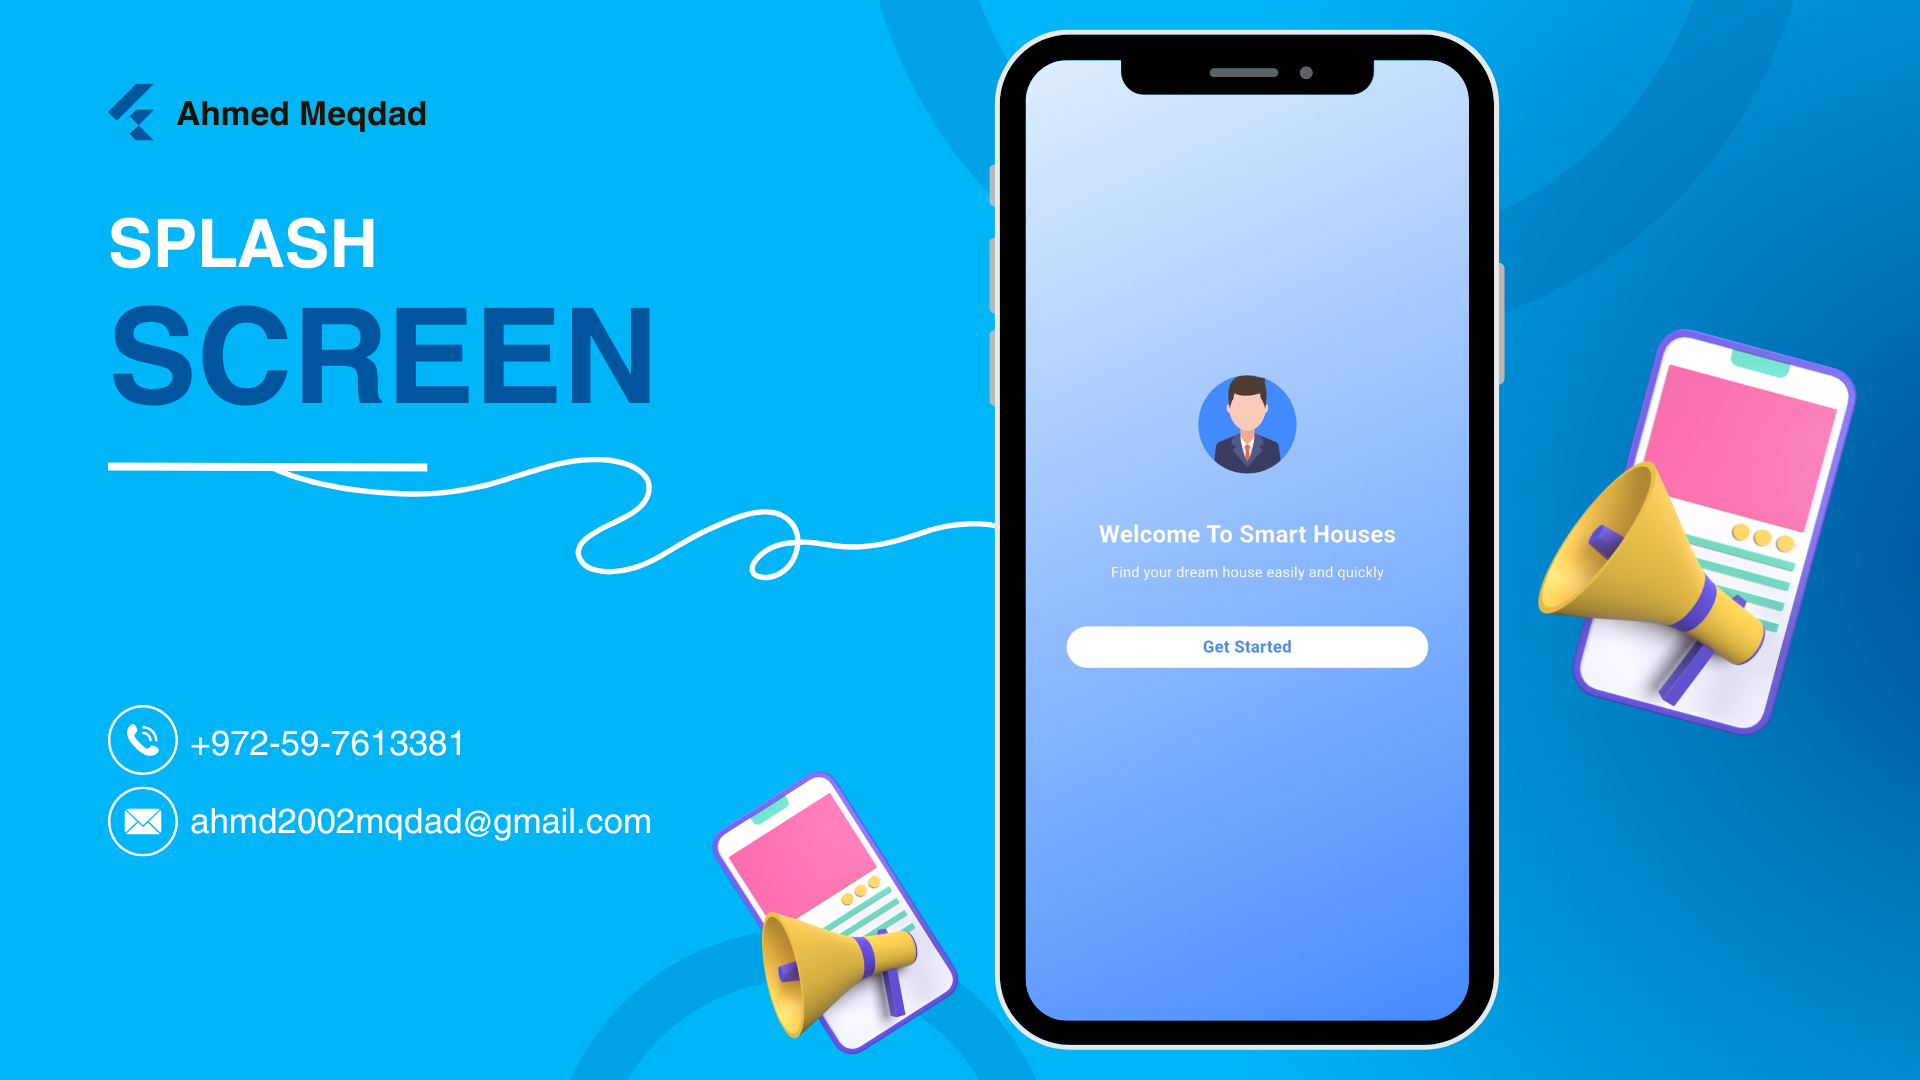 Ahmed Meqdad
SPLASH
SCREEN
+972-59-7613381
ahmd2002mqdad@gmail.com
Welcome To Smart Houses
Find your dream house easily and quickly
Get Started